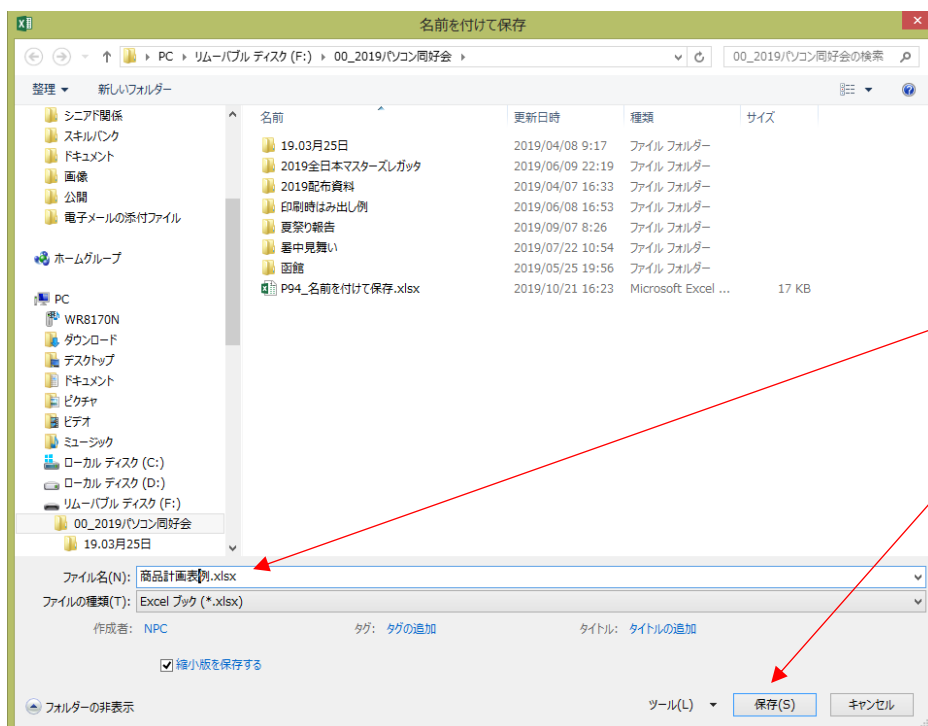 名前を付けて保存
PC リムーバブル ディスク (F:) 00_2019パソコン同好会
00_2019パソコン同好会の検索
整理 新しいフォルダー
シニアド関係
スキルバンク
ドキュメント
画像
公開
電子メールの添付ファイル
ホームグループ
PC
WR8170N
ダウンロード
デスクトップ
ドキュメント
ピクチャ
ビデオ
ミュージック
ローカル ディスク (C:)
ローカル ディスク (D:)
リムーバブル ディスク (F:)
00_2019パソコン同好会
19.03月25日
名前 更新日時 種類 サイズ
19.03月25日 2019/04/08 9:17 ファイル フォルダー
2019全日本マスターズレガッタ 2019/06/09 22:19 ファイル フォルダー
2019配布資料 2019/04/07 16:33 ファイル フォルダー
印刷時はみ出し例 2019/06/08 16:53 ファイル フォルダー
夏祭り報告 2019/09/07 8:26 ファイル フォルダー
暑中見舞い 2019/07/22 10:54 ファイル フォルダー
函館 2019/05/25 19:56 ファイル フォルダー
P94_名前を付けて保存.xlsx 2019/10/21 16:23 Microsoft Excel ... 17 KB
ファイル名(N): 商品計画表例.xlsx
ファイルの種類(T): Excel ブック (*.xlsx)
作成者: NPC タグ: タグの追加 タイトル: タイトルの追加
縮小版を保存する
フォルダーの非表示 ツール(L) 保存(S) キャンセル